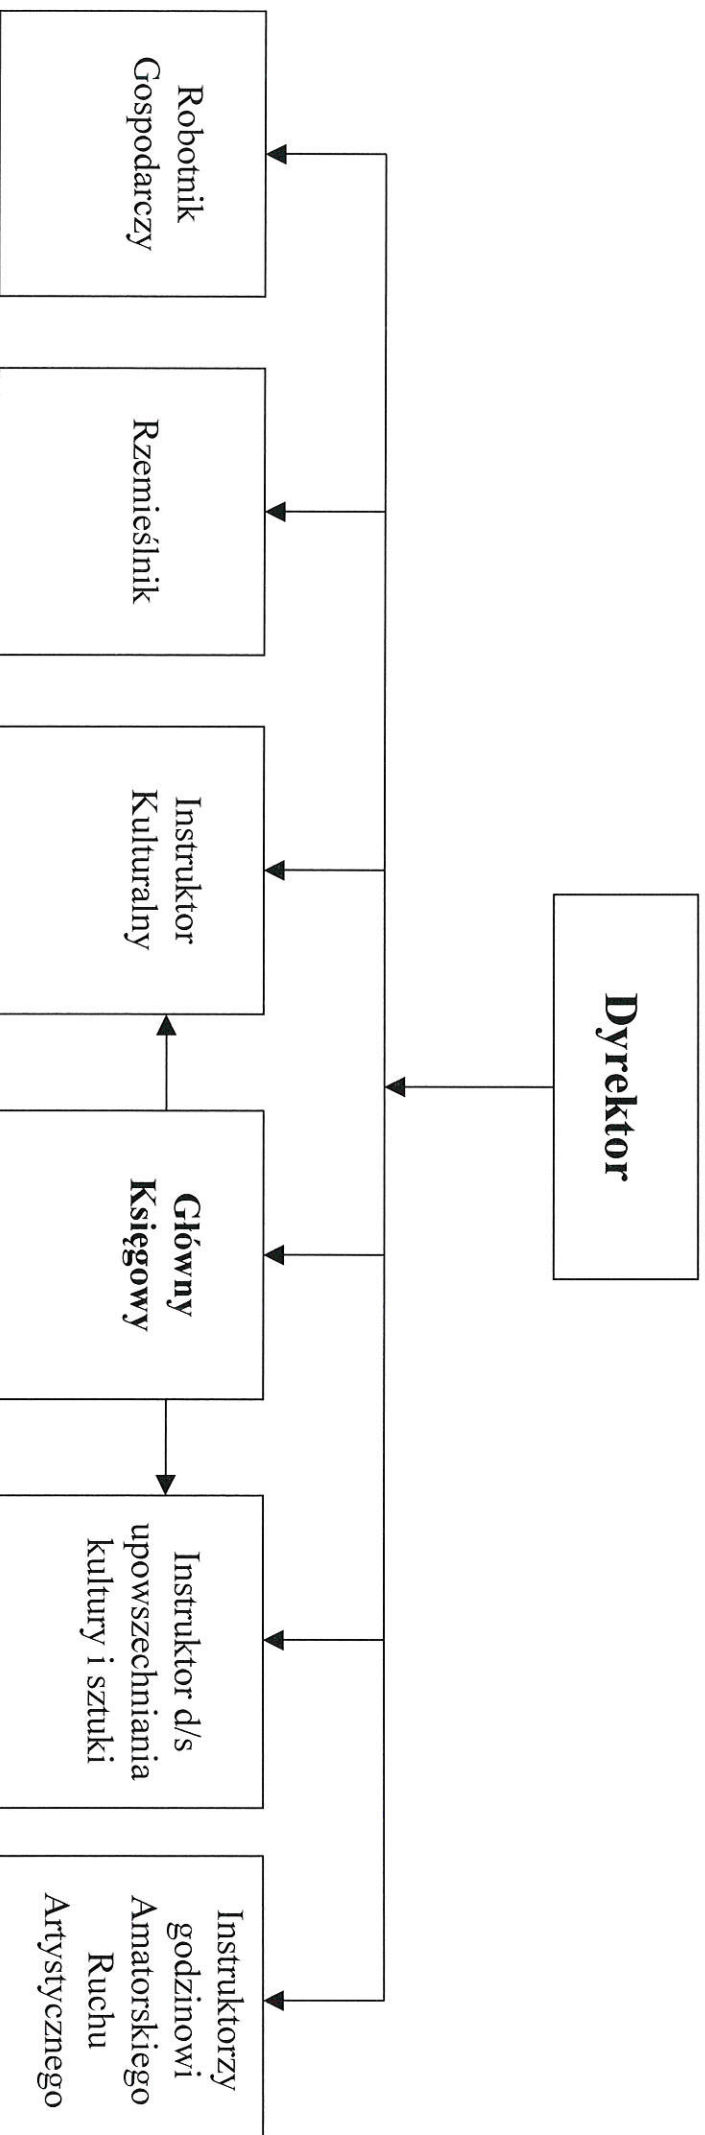 Dyrektor
Robotnik
Gospodarczy
Rzemieślnik
Instruktor
Kulturalny
Główny
Księgowy
Instruktor d/s
upowszechniania
kultury i sztuki
Instruktorzy
godzinowi
Amatorskiego
Ruchu
Artystycznego